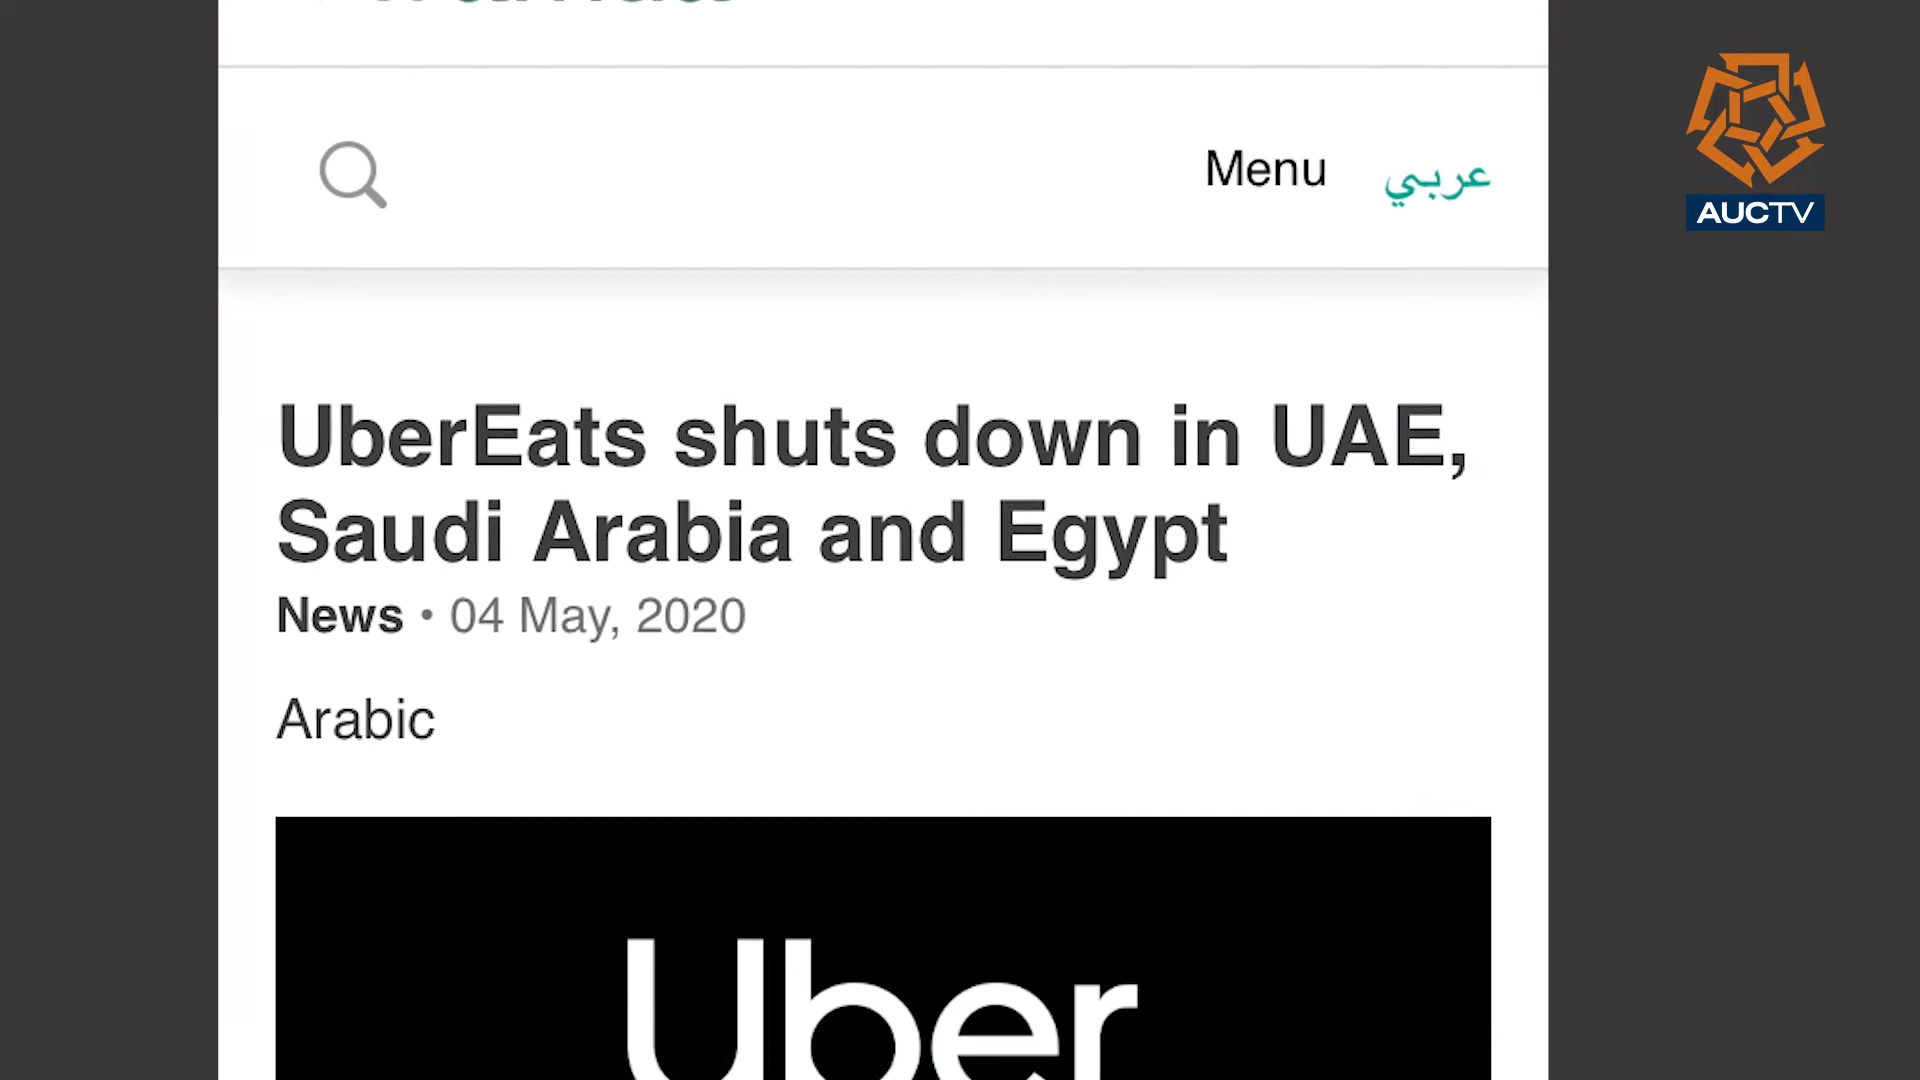 Menu عربي
AUCTV
UberEats shuts down in UAE,
Saudi Arabia and Egypt
News • 04 May, 2020
Arabic
Uber